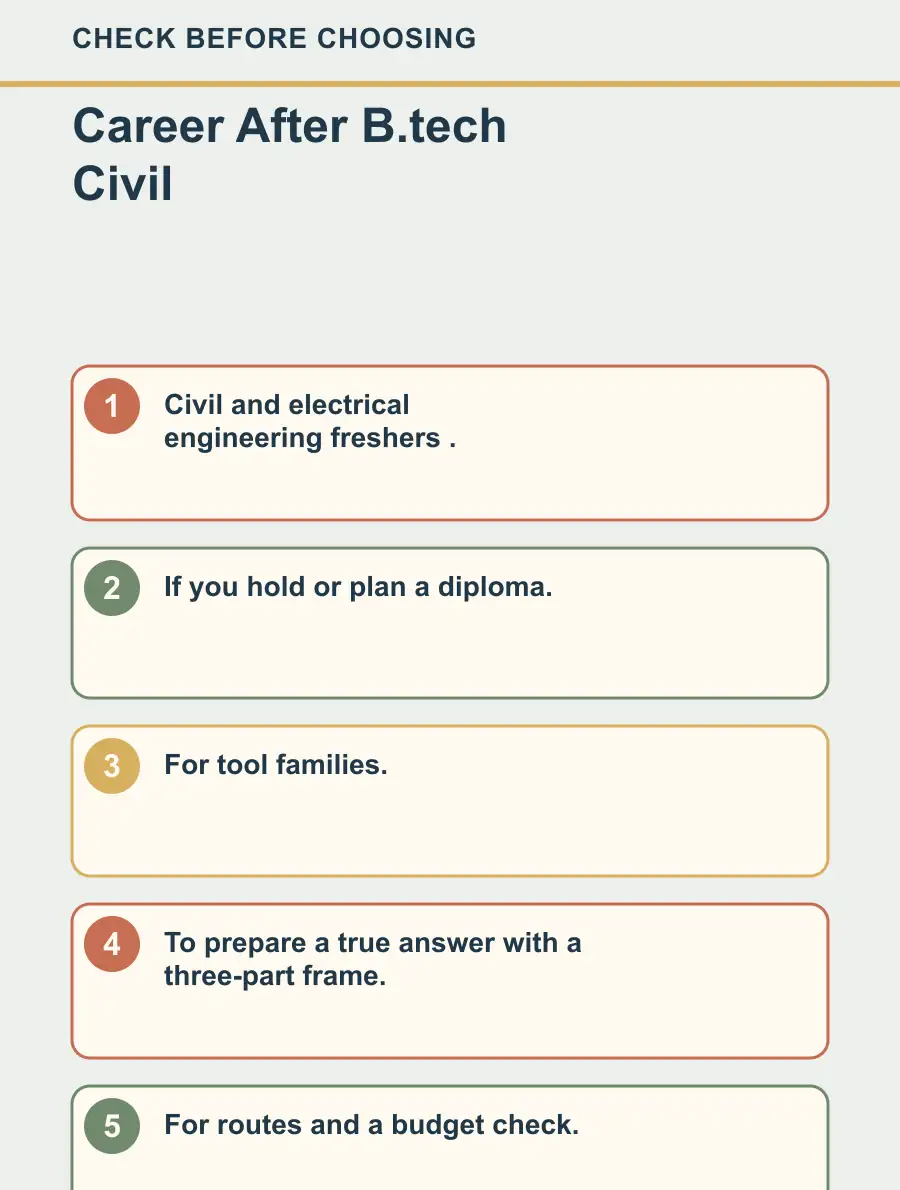 CHECK BEFORE CHOOSING
Career After B.tech
Civil
1
Civil and electrical
engineering freshers .
2
If you hold or plan a diploma.
3
For tool families.
4
To prepare a true answer with a
three-part frame.
5
For routes and a budget check.